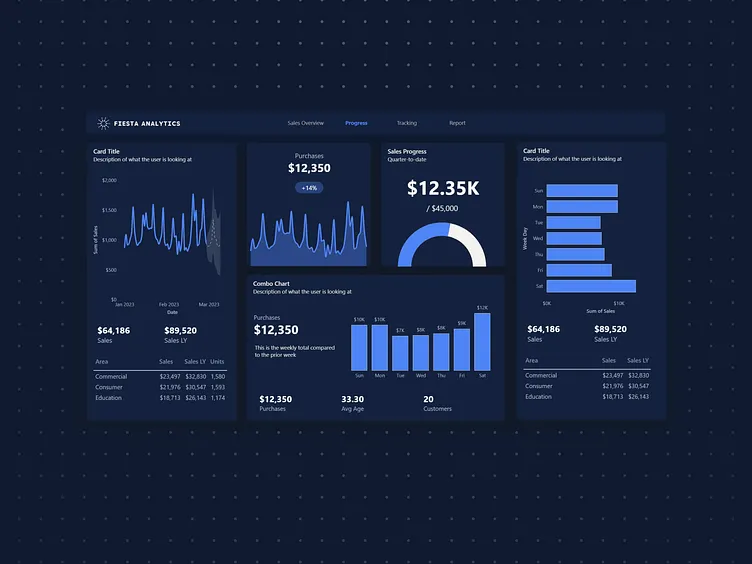 FIESTA ANALYTICS
Sales Overview
Progress
Tracking
Report
Card Title
Description of what the user is looking at
$2,000
$1,500
$1,000
$500
$0
Sum of Sales
Jan 2023
Feb 2023
Mar 2023
Date
$64,186
Sales
$89,520
Sales LY
Area Sales Sales LY Units
Commercial $23,497 $32,830 1,580
Consumer $21,976 $30,547 1,593
Education $18,713 $26,143 1,174
Purchases
$12,350
+14%
Sales Progress
Quarter-to-date
$12.35K
/ $45,000
Combo Chart
Description of what the user is looking at
Purchases
$12,350
This is the weekly total compared
to the prior week
$10K $10K $7K $8K $8K $9K $12K
Sun Mon Tue Wed Thu Fri Sat
$12,350
Purchases
33.30
Avg Age
20
Customers
Card Title
Description of what the user is looking at
Week Day
Sun
Mon
Tue
Wed
Thu
Fri
Sat
$0K
$10K
Sum of Sales
$64,186
Sales
$89,520
Sales LY
Area Sales Sales LY
Commercial $23,497 $32,830
Consumer $21,976 $30,547
Education $18,713 $26,143